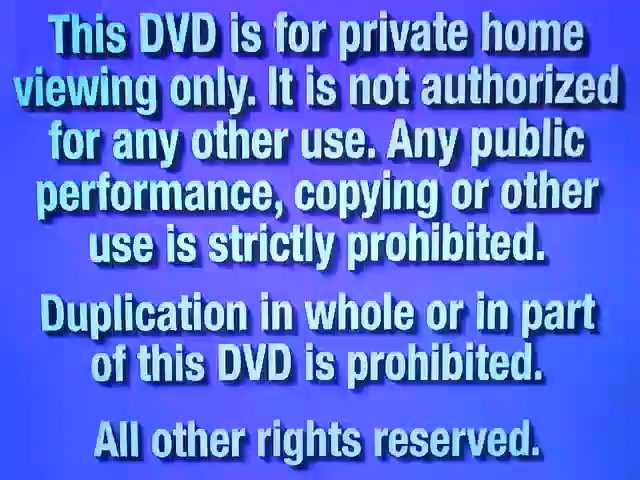 This DVD is for private home
viewing only. It is not authorized
for any other use. Any public
performance, copying or other
use is strictly prohibited.
Duplication in whole or in part
of this DVD is prohibited.
All other rights reserved.